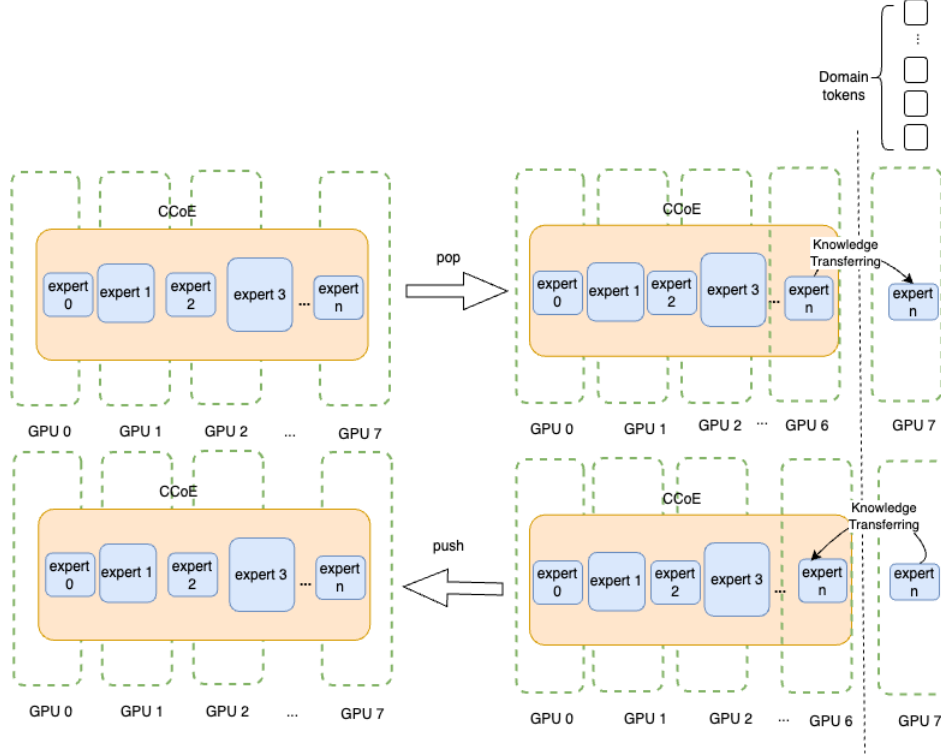 Domain
tokens
...
CCoE
expert
0
expert 1
expert
2
expert 3
...
expert
n
GPU 0
GPU 1
GPU 2
...
GPU 7
pop
CCoE
expert
0
expert 1
expert
2
expert 3
...
expert
n
Knowledge
Transferring
expert
n
GPU 0
GPU 1
GPU 2
...
GPU 6
GPU 7
CCoE
expert
0
expert 1
expert
2
expert 3
...
expert
n
GPU 0
GPU 1
GPU 2
...
GPU 7
push
CCoE
expert
0
expert 1
expert
2
expert 3
...
expert
n
Knowledge
Transferring
expert
n
GPU 0
GPU 1
GPU 2
...
GPU 6
GPU 7